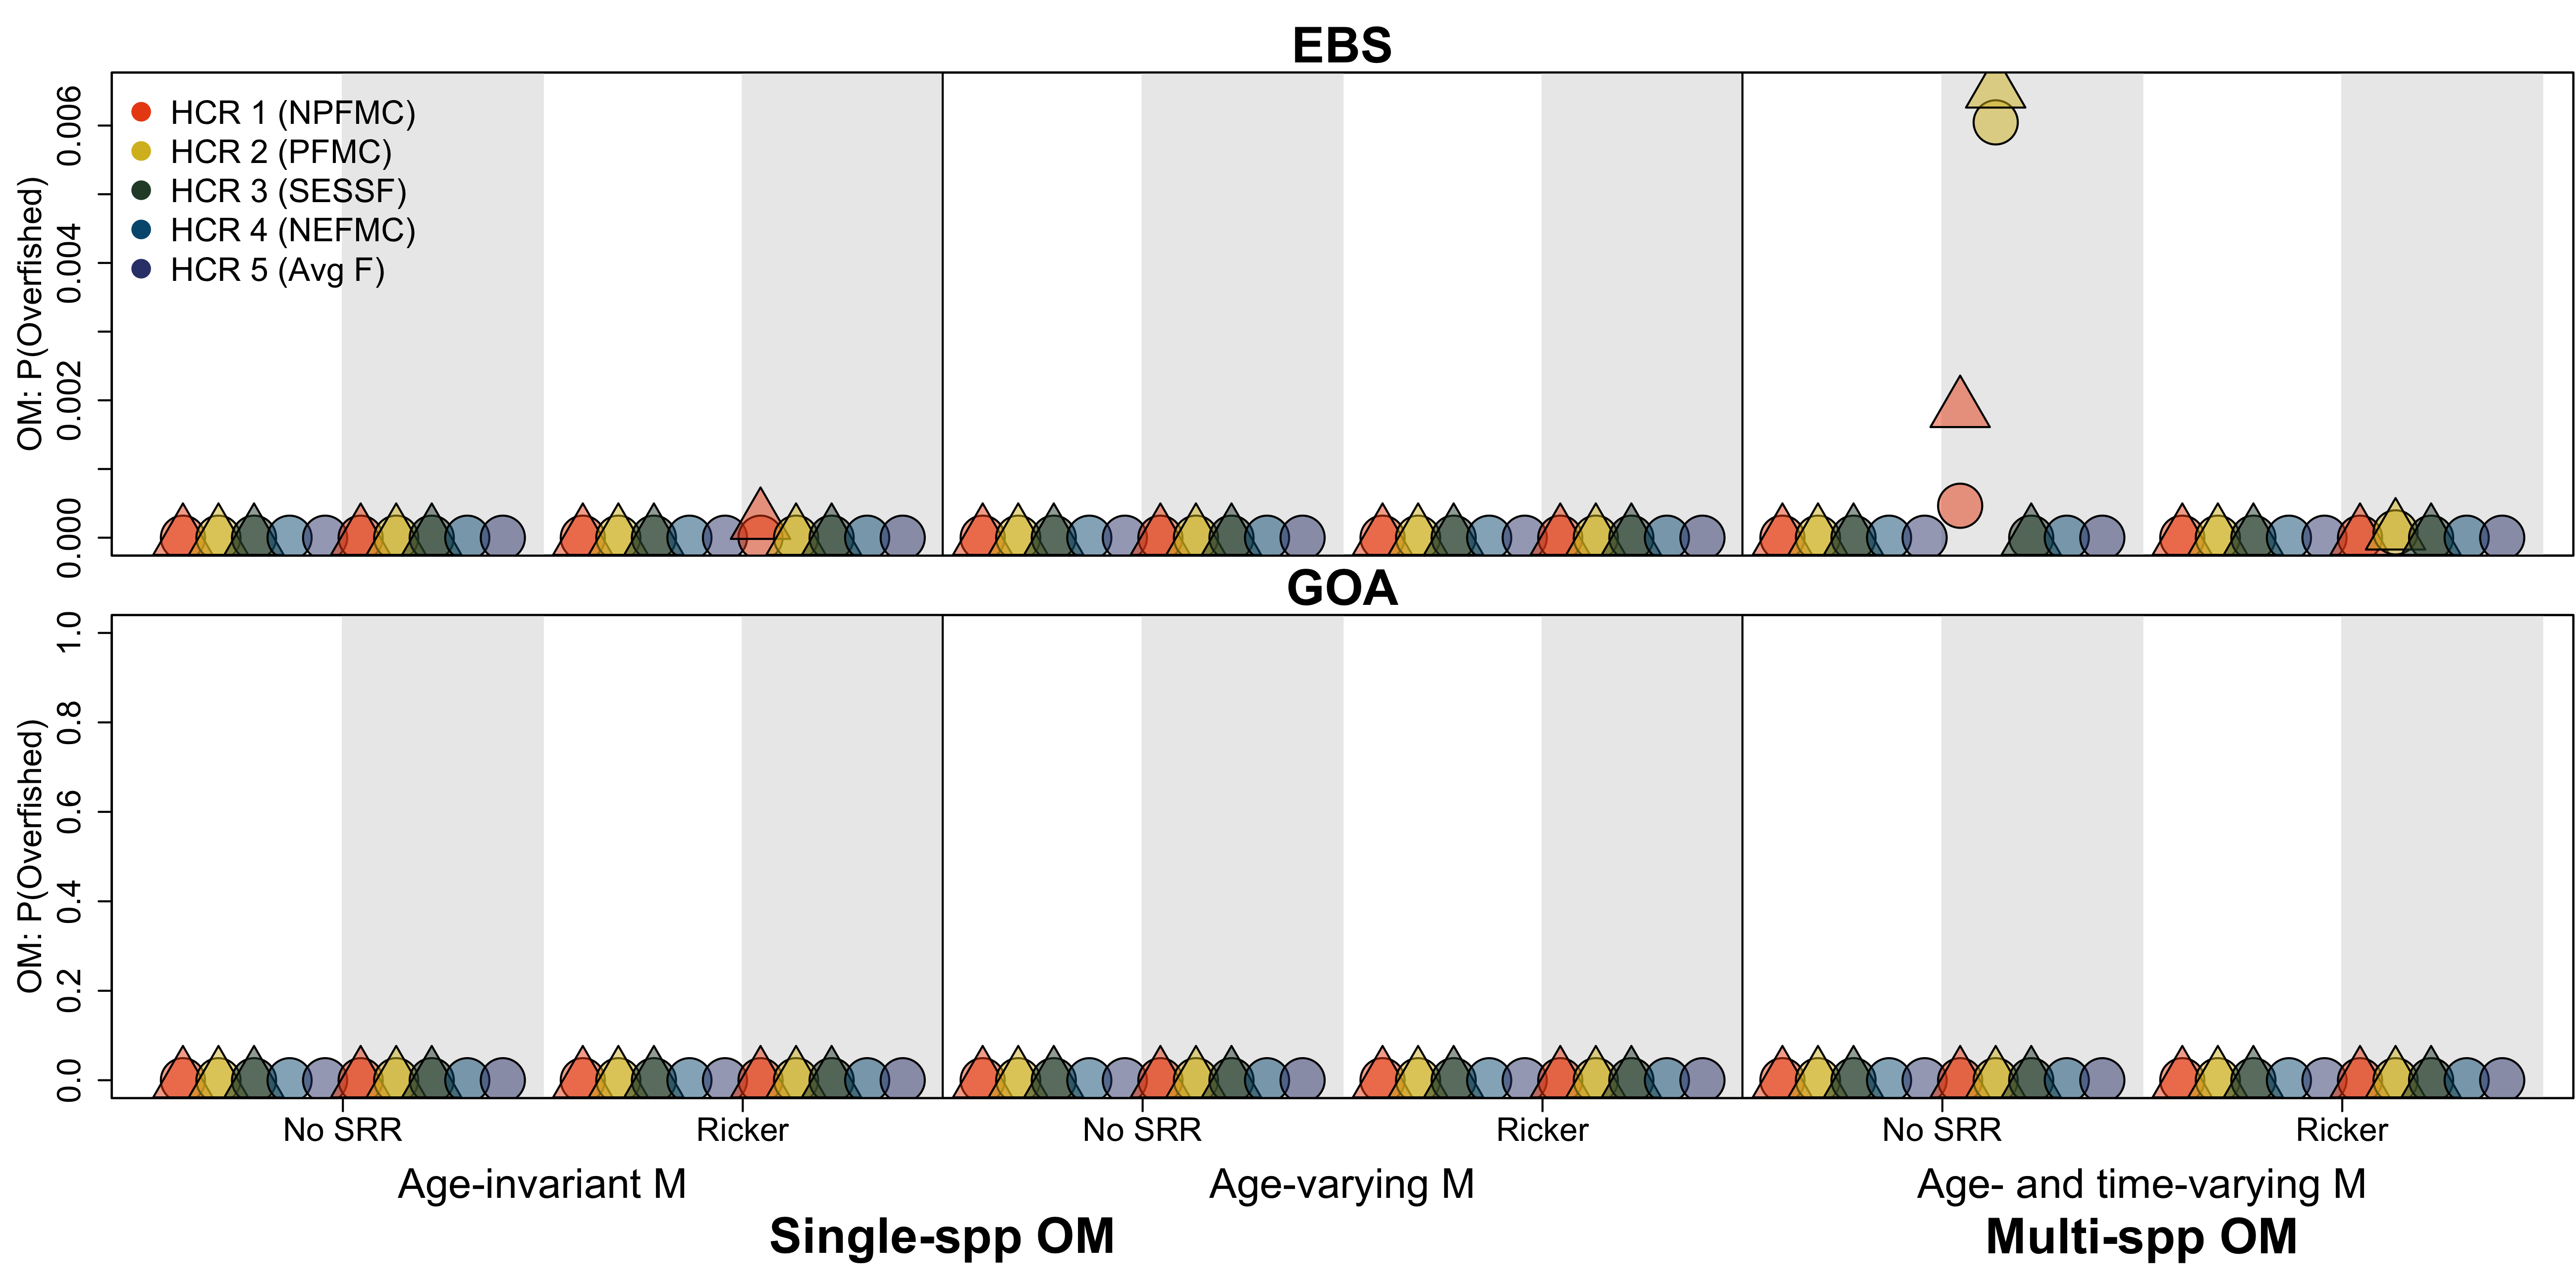 EBS
OM: P(Overfished)
0.006
0.004
0.002
0.000
HCR 1 (NPFMC)
HCR 2 (PFMC)
HCR 3 (SESSF)
HCR 4 (NEFMC)
HCR 5 (Avg F)
GOA
OM: P(Overfished)
1.0
0.8
0.6
0.4
0.2
0.0
No SRR Ricker No SRR Ricker No SRR Ricker
Age-invariant M Age-varying M Age- and time-varying M
Single-spp OM Multi-spp OM